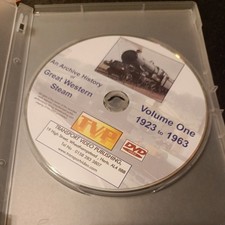 An Archive History
of
Great Western
Steam
Volume One
1923 to 1963
TVP
DVD
TRANSPORT VIDEO PUBLISHING